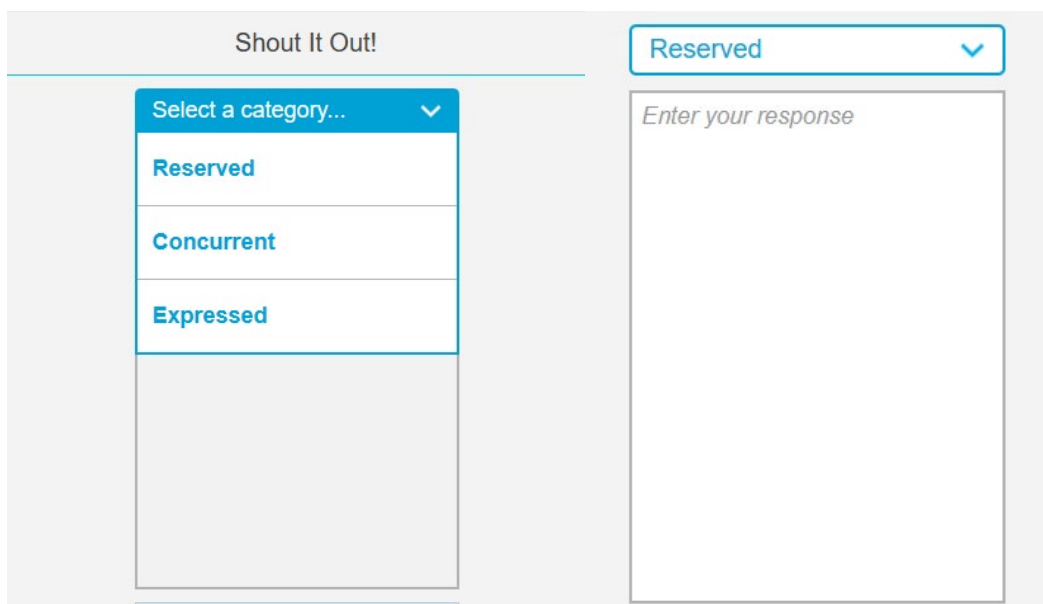 Shout It Out!
Select a category...
Reserved
Concurrent
Expressed
Reserved
Enter your response